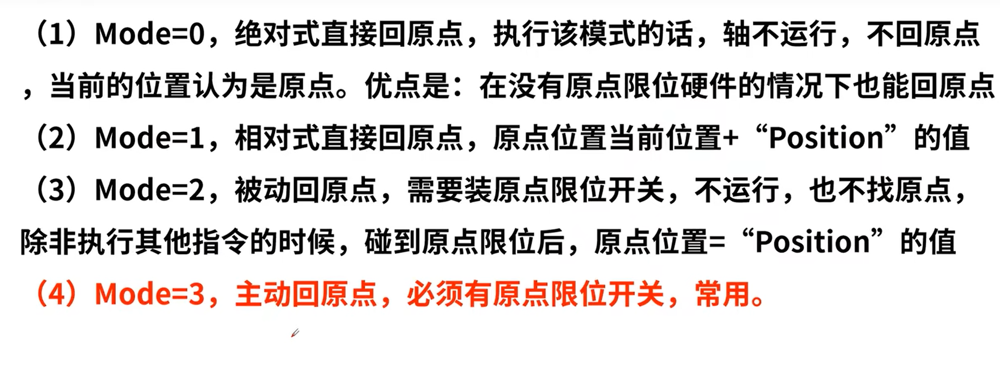 （1）Mode=0，绝对式直接回原点，执行该模式的话，轴不运行，不回原点
，当前的位置认为是原点。优点是：在没有原点限位硬件的情况下也能回原点
（2）Mode=1，相对式直接回原点，原点位置当前位置+“Position”的值
（3）Mode=2，被动回原点，需要装原点限位开关，不运行，也不找原点，
除非执行其他指令的时候，碰到原点限位后，原点位置=“Position”的值
（4）Mode=3，主动回原点，必须有原点限位开关，常用。